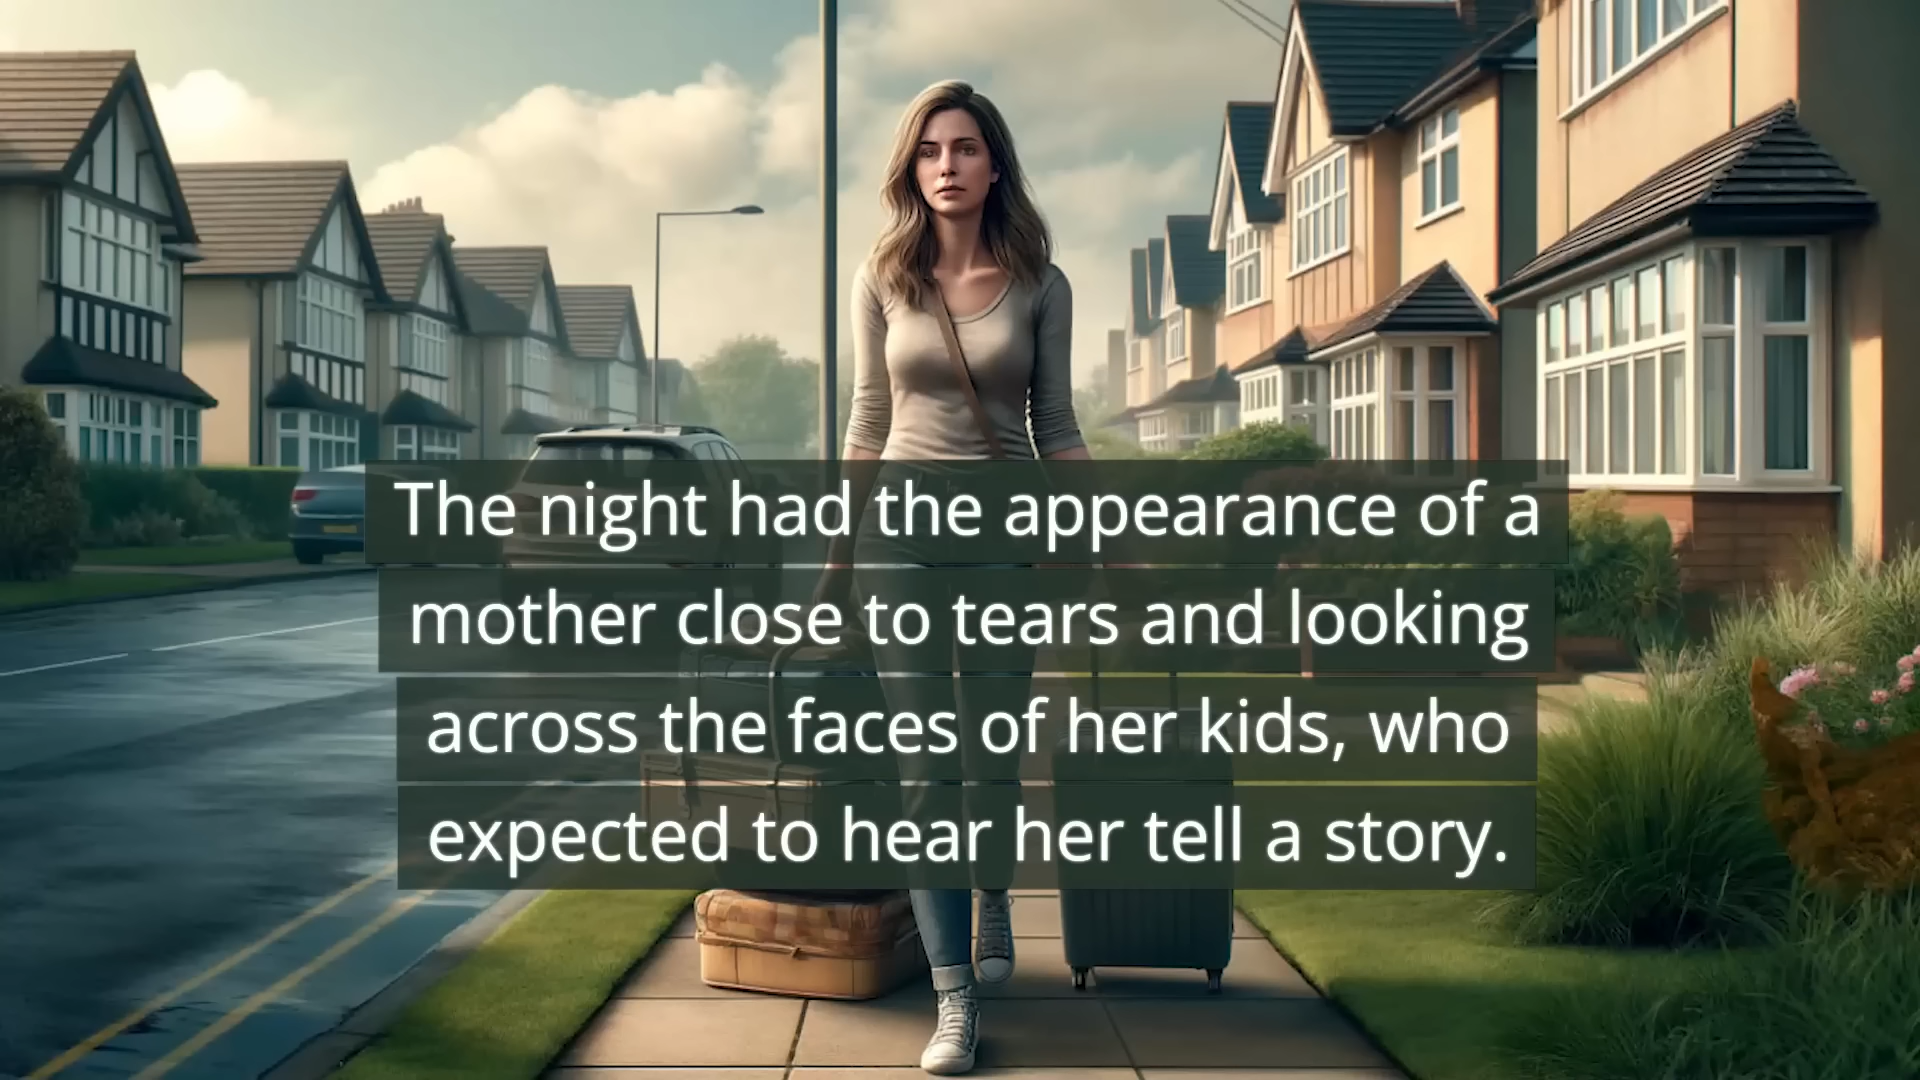 The night had the appearance of a
mother close to tears and looking
across the faces of her kids, who
expected to hear her tell a story.